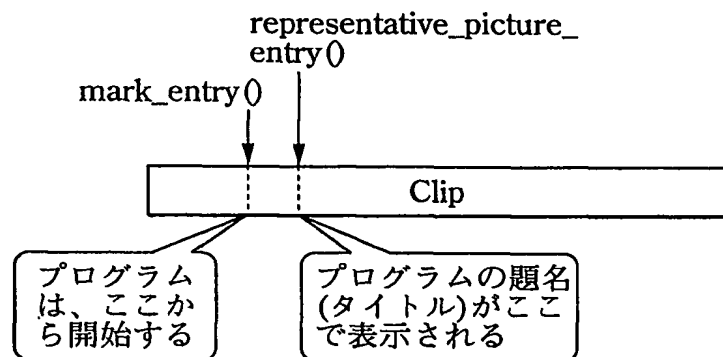 representative_picture_
entry()
mark_entry()
Clip
プログラム
は、ここか
ら開始する
プログラムの題名
(タイトル)がここ
で表示される